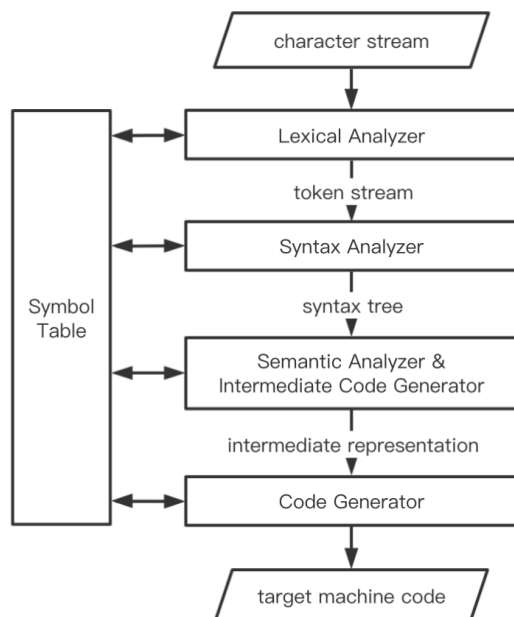 character stream
Lexical Analyzer
token stream
Syntax Analyzer
syntax tree
Symbol
Table
Semantic Analyzer &
Intermediate Code Generator
intermediate representation
Code Generator
target machine code